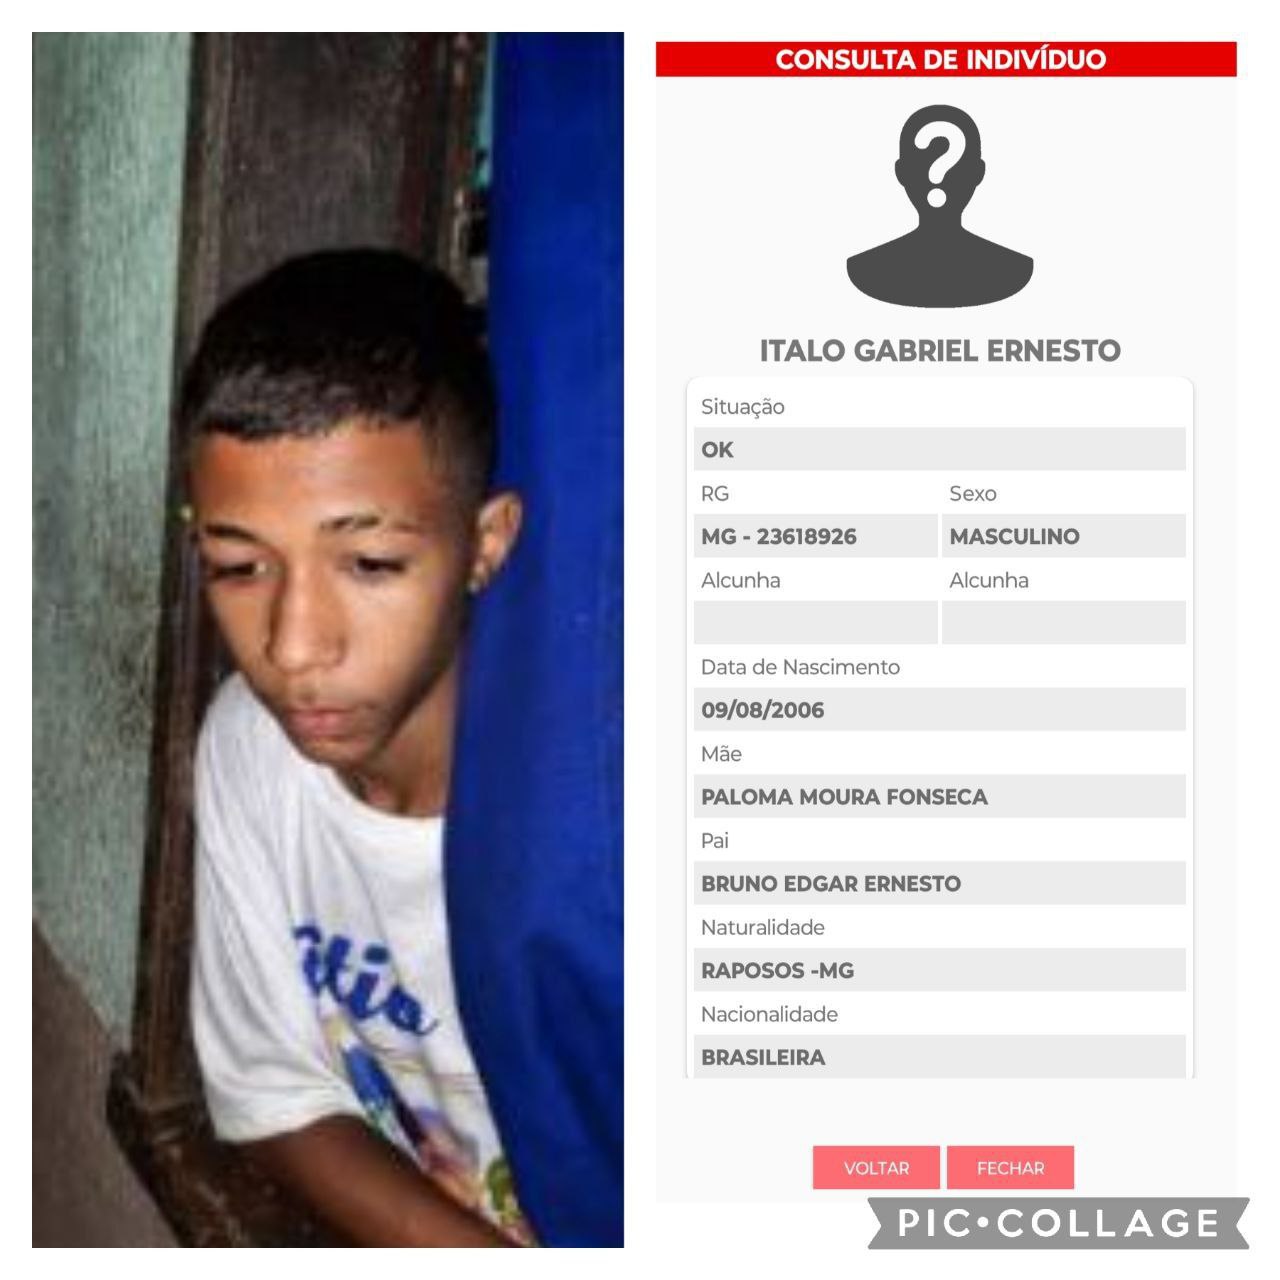 CONSULTA DE INDIVÍDUO
?
ITALO GABRIEL ERNESTO
Situação
OK
RG Sexo
MG - 23618926 MASCULINO
Alcunha Alcunha
Data de Nascimento
09/08/2006
Mãe
PALOMA MOURA FONSECA
Pai
BRUNO EDGAR ERNESTO
Naturalidade
RAPOSOS -MG
Nacionalidade
BRASILEIRA
VOLTAR FECHAR
PIC•COLLAGE